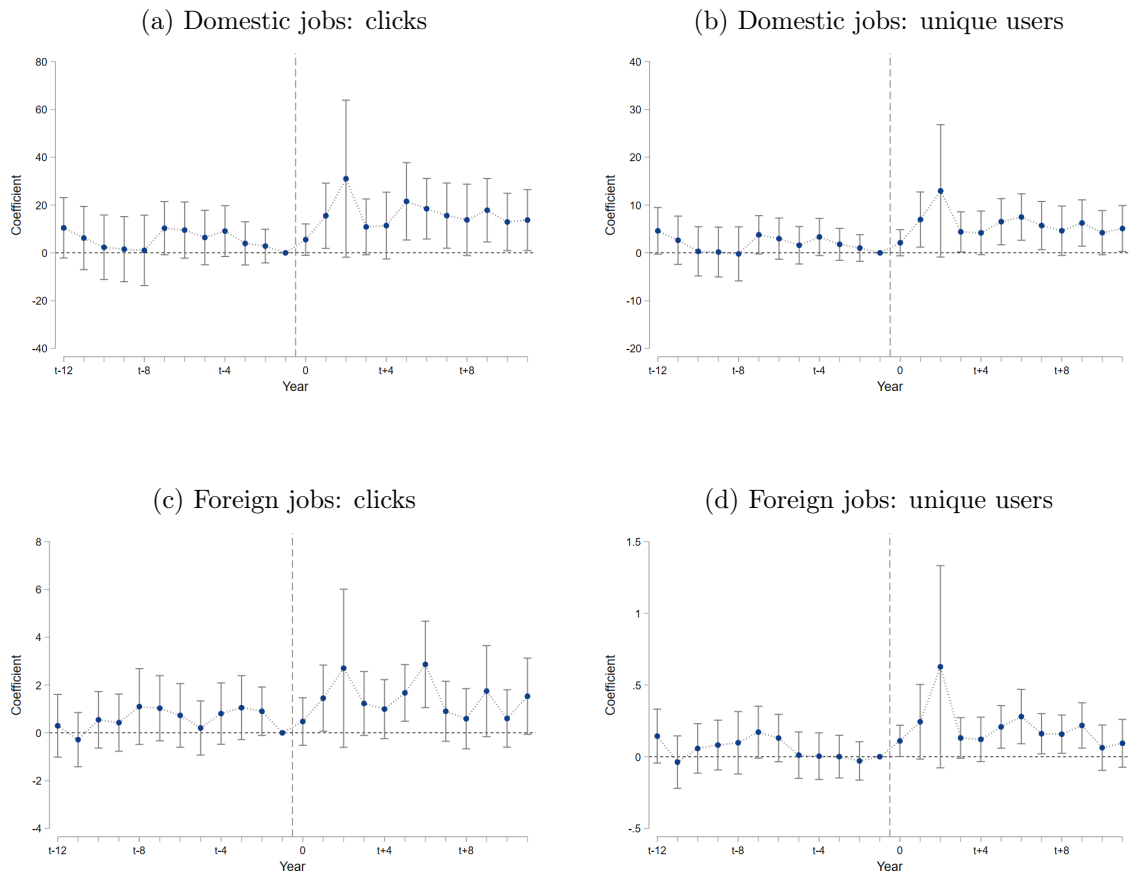 (a) Domestic jobs: clicks
80
60
40
20
0
-20
-40
Coefficient
t-12
t-8
t-4
0
t+4
t+8
Year
(b) Domestic jobs: unique users
40
30
20
10
0
-10
-20
Coefficient
t-12
t-8
t-4
0
t+4
t+8
Year
(c) Foreign jobs: clicks
8
6
4
2
0
-2
-4
Coefficient
t-12
t-8
t-4
0
t+4
t+8
Year
(d) Foreign jobs: unique users
1.5
1
.5
0
-.5
Coefficient
t-12
t-8
t-4
0
t+4
t+8
Year